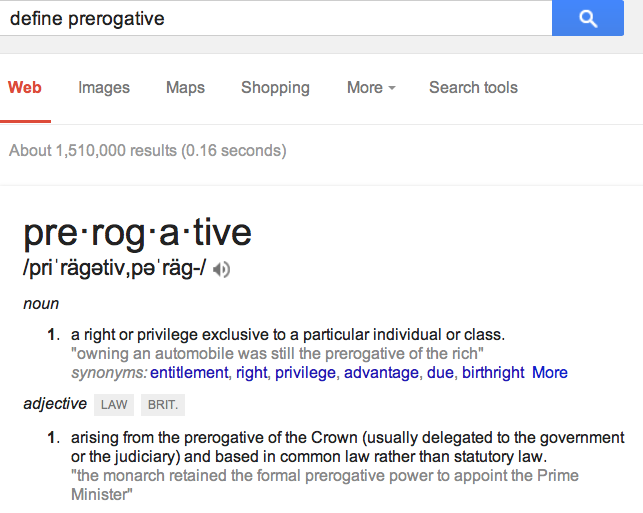 define prerogative
Web Images Maps Shopping More Search tools
About 1,510,000 results (0.16 seconds)
pre·rog·a·tive
/priˈrägətiv,pəˈräg-/
noun
1. a right or privilege exclusive to a particular individual or class.
"owning an automobile was still the prerogative of the rich"
synonyms: entitlement, right, privilege, advantage, due, birthright More
adjective LAW BRIT.
1. arising from the prerogative of the Crown (usually delegated to the government
or the judiciary) and based in common law rather than statutory law.
"the monarch retained the formal prerogative power to appoint the Prime
Minister"